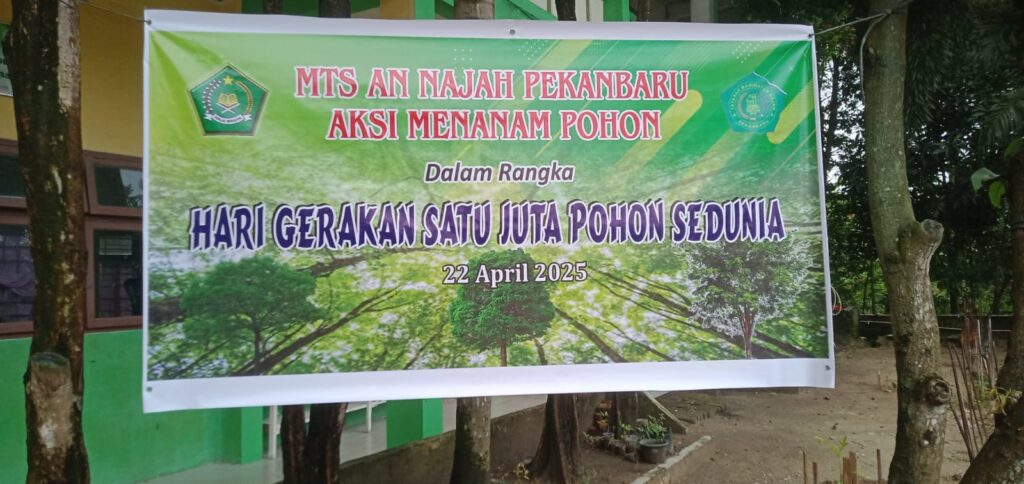 MTS AN NAJAH PEKANBARU
AKSI MENANAM POHON
Dalam Rangka
HARI GERAKAN SATU JUTA POHON SEDUNIA
22 April 2025